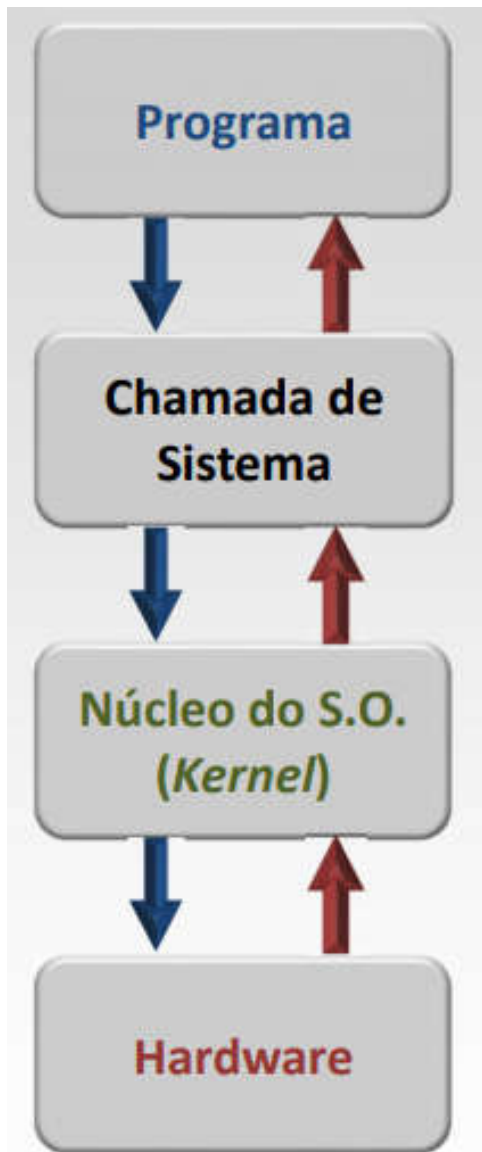 Programa
Chamada de
Sistema
Núcleo do S.O.
(Kernel)
Hardware